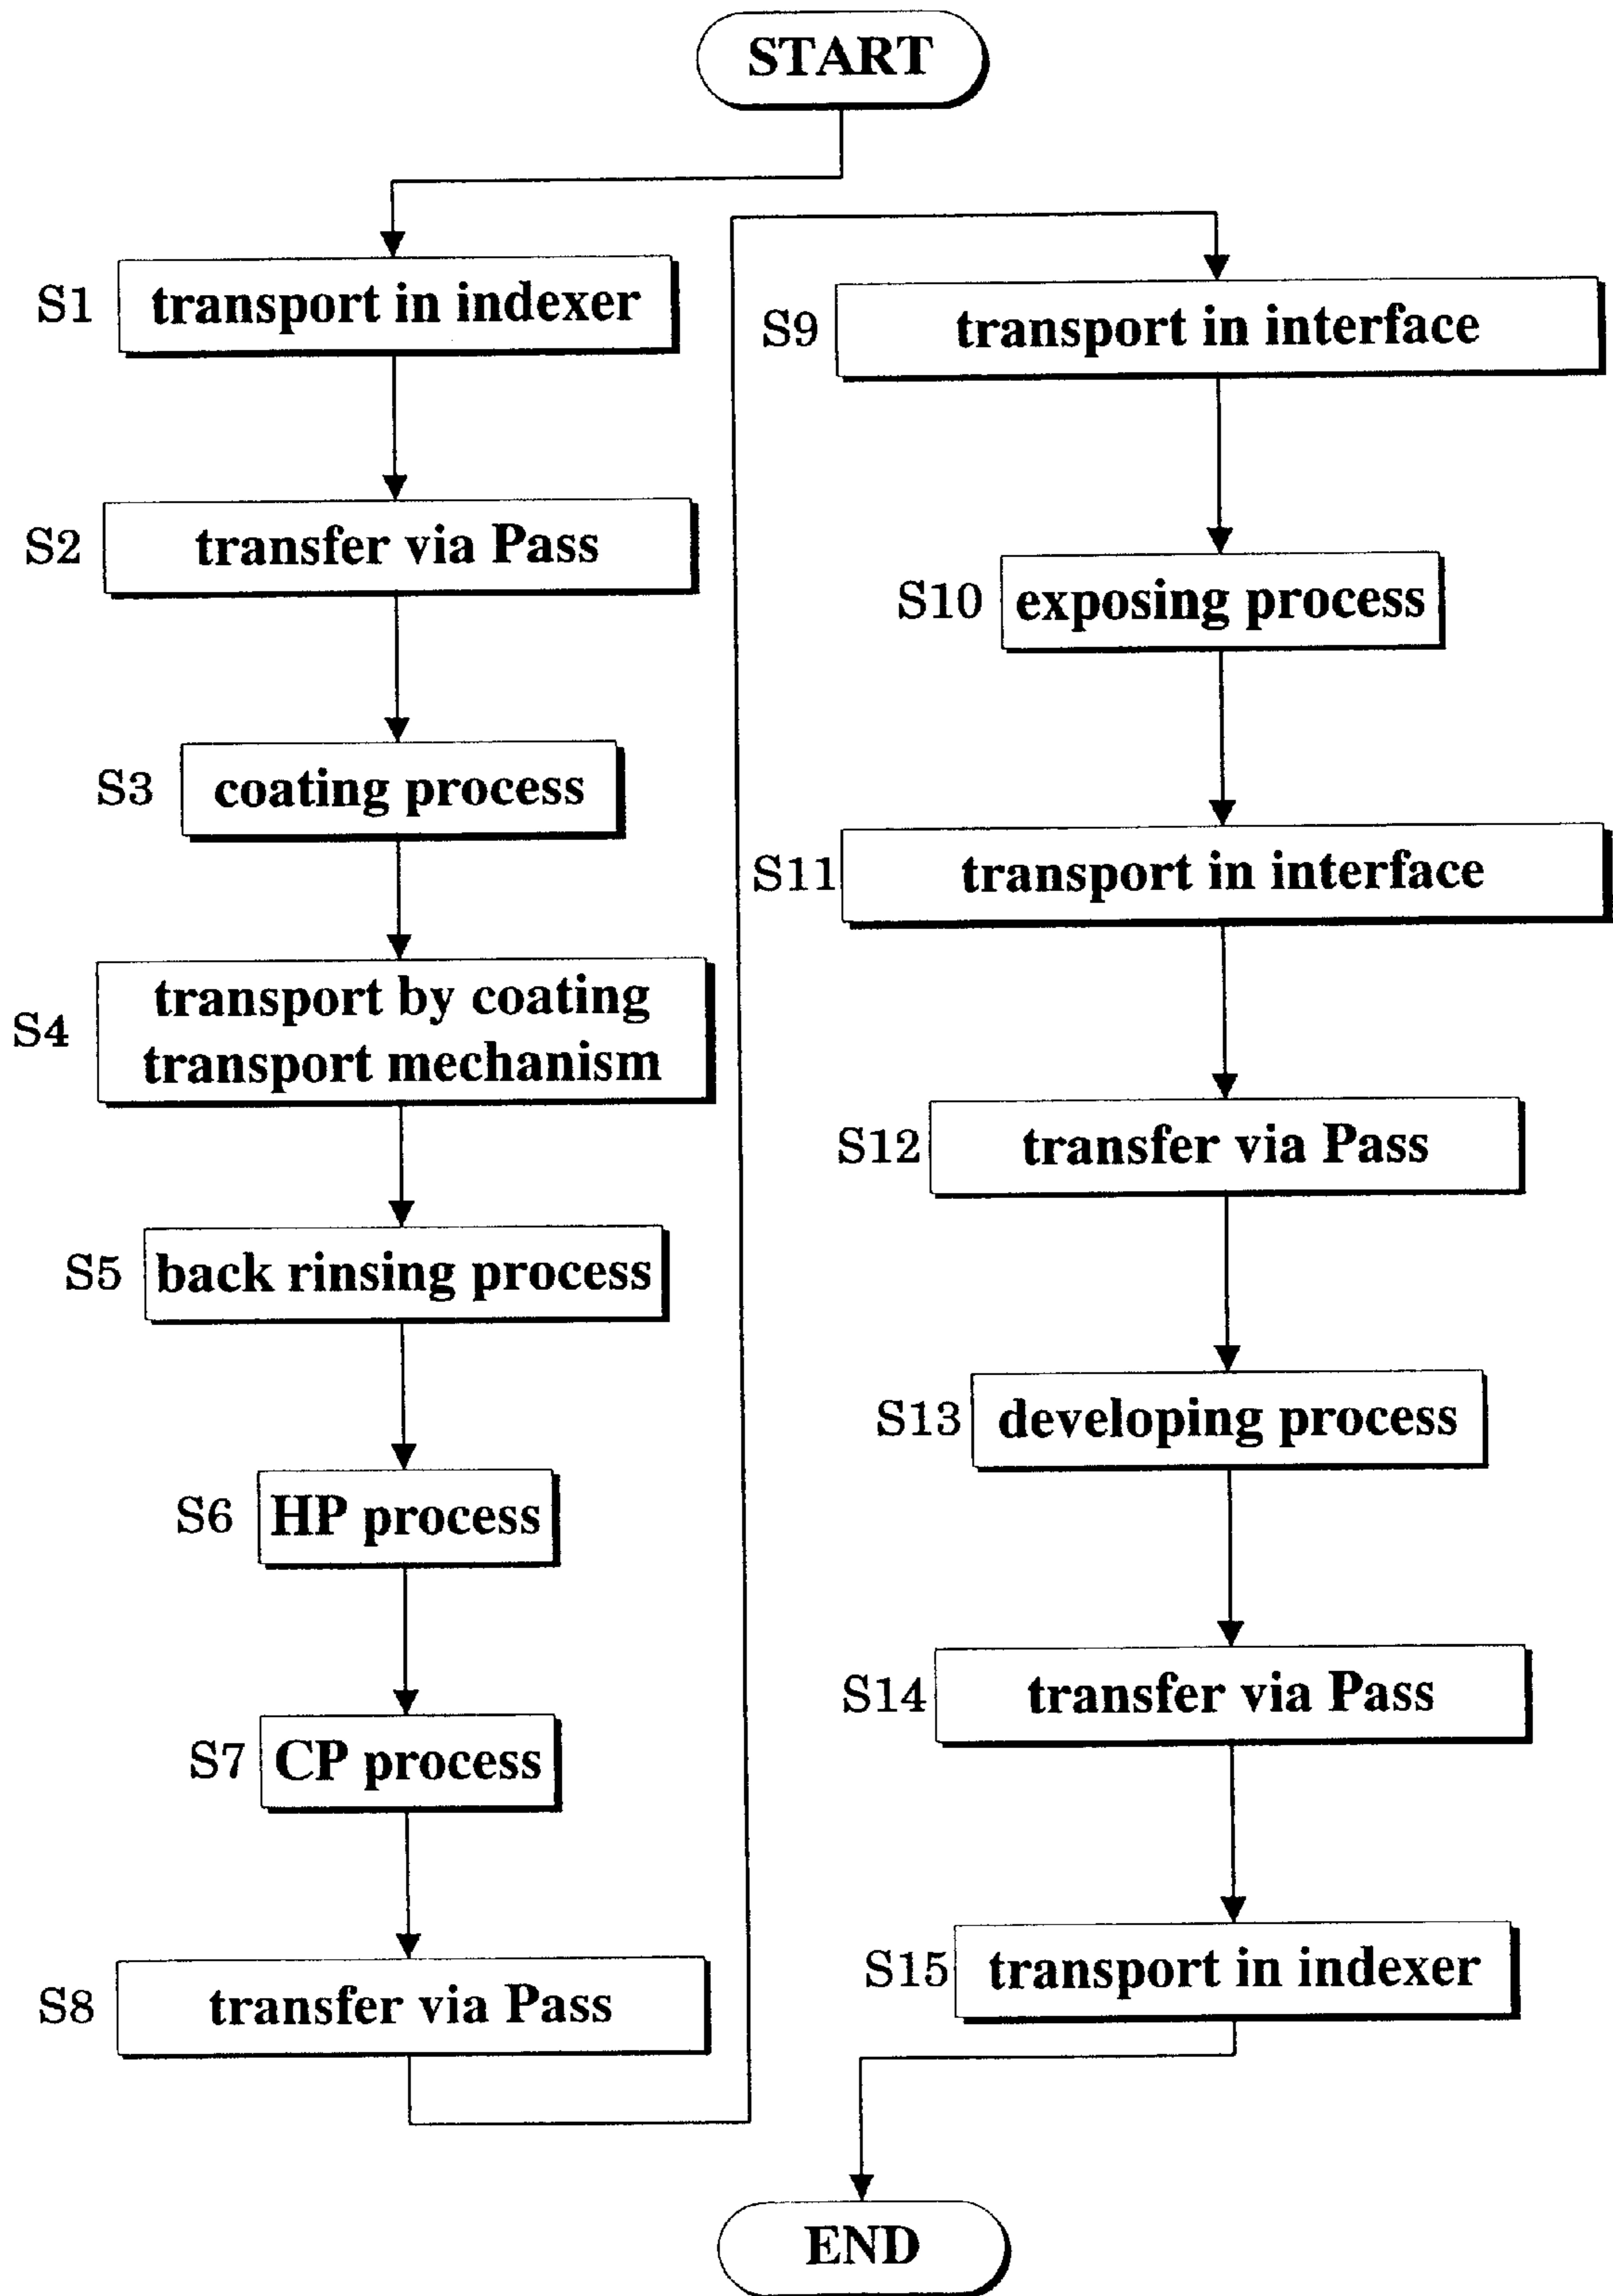 START
S1 transport in indexer
S2 transfer via Pass
S3 coating process
S4 transport by coating
transport mechanism
S5 back rinsing process
S6 HP process
S7 CP process
S8 transfer via Pass
S9 transport in interface
S10 exposing process
S11 transport in interface
S12 transfer via Pass
S13 developing process
S14 transfer via Pass
S15 transport in indexer
END